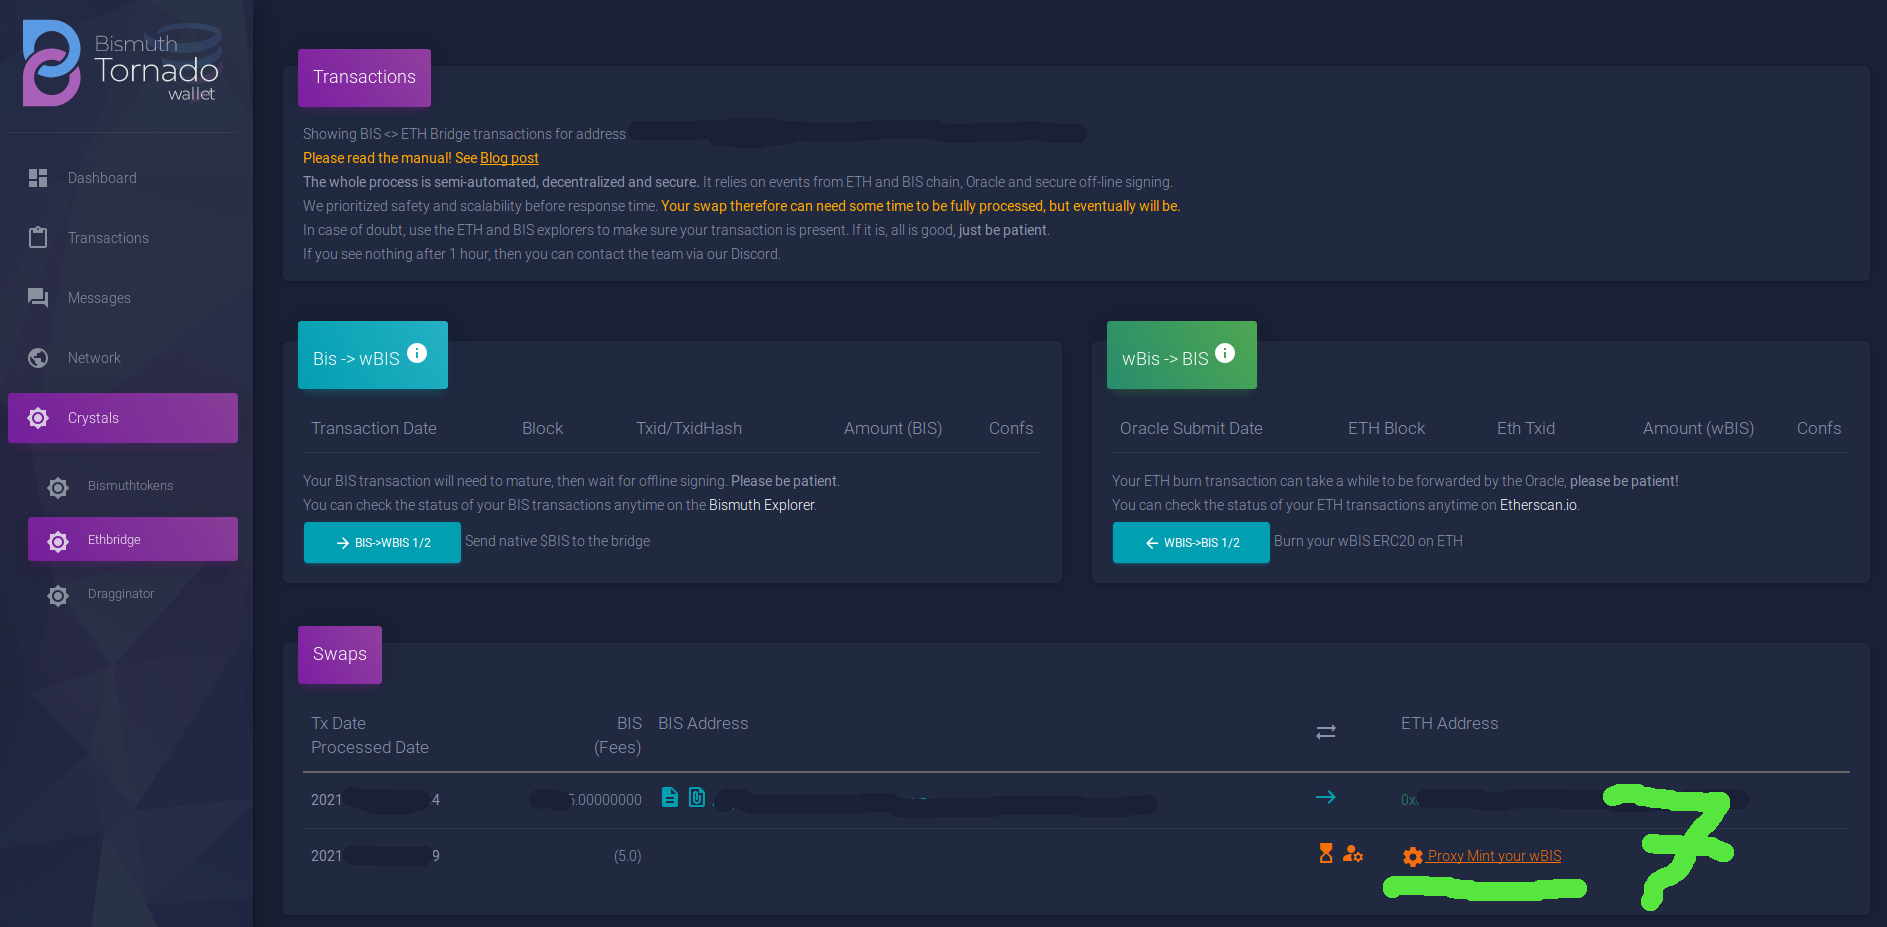 Bismuth
Tornado
wallet
Dashboard
Transactions
Messages
Network
Crystals
Bismuthtokens
Ethbridge
Dragginator
Transactions
Showing BIS <> ETH Bridge transactions for address
Please read the manual! See Blog post
The whole process is semi-automated, decentralized and secure. It relies on events from ETH and BIS chain, Oracle and secure off-line signing.
We prioritized safety and scalability before response time. Your swap therefore can need some time to be fully processed, but eventually will be.
In case of doubt, use the ETH and BIS explorers to make sure your transaction is present. If it is, all is good, just be patient.
If you see nothing after 1 hour, then you can contact the team via our Discord.
Bis -> wBIS
Transaction Date Block Txid/TxidHash Amount (BIS) Confs
Your BIS transaction will need to mature, then wait for offline signing. Please be patient.
You can check the status of your BIS transactions anytime on the Bismuth Explorer.
BIS->WBIS 1/2 Send native $BIS to the bridge
wBis -> BIS
Oracle Submit Date ETH Block Eth Txid Amount (wBIS) Confs
Your ETH burn transaction can take a while to be forwarded by the Oracle, please be patient!
You can check the status of your ETH transactions anytime on Etherscan.io.
WBIS->BIS 1/2 Burn your wBIS ERC20 on ETH
Swaps
Tx Date BIS BIS Address ETH Address
Processed Date (Fees)
2021 :4 5.00000000 0x
2021 9 (5.0) Proxy Mint your wBIS
7